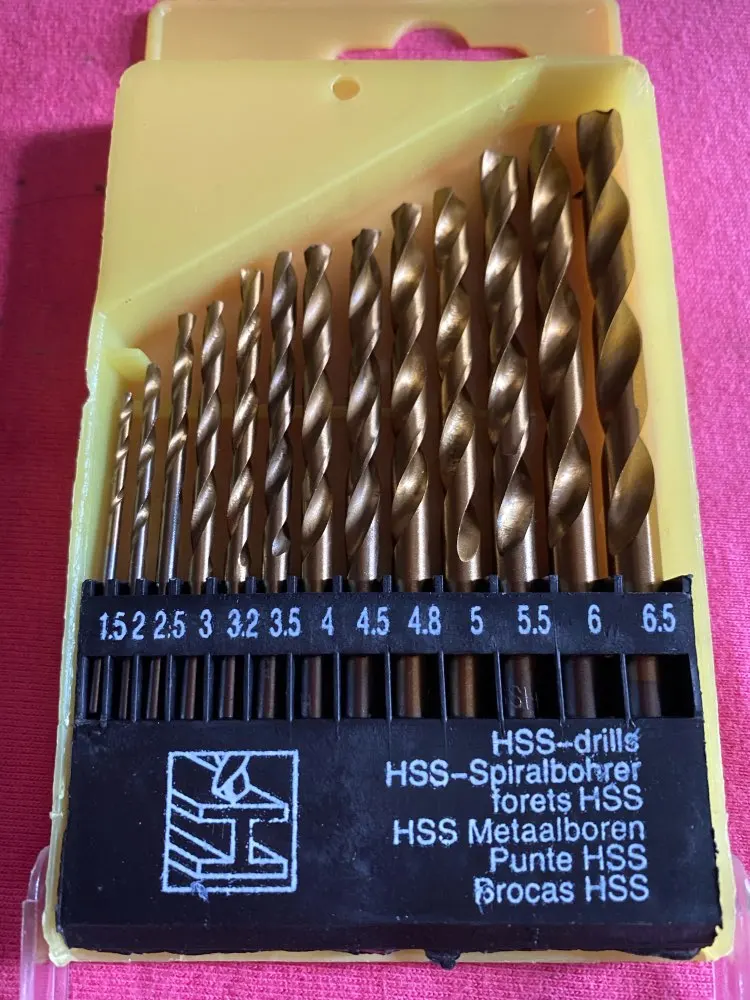 1.5 2 2.5 3 3.2 3.5 4 4.5 4.8 5 5.5 6 6.5
HSS-drills
HSS-Spiralbohrer
forets HSS
HSS Metaalboren
Punte HSS
Brocas HSS